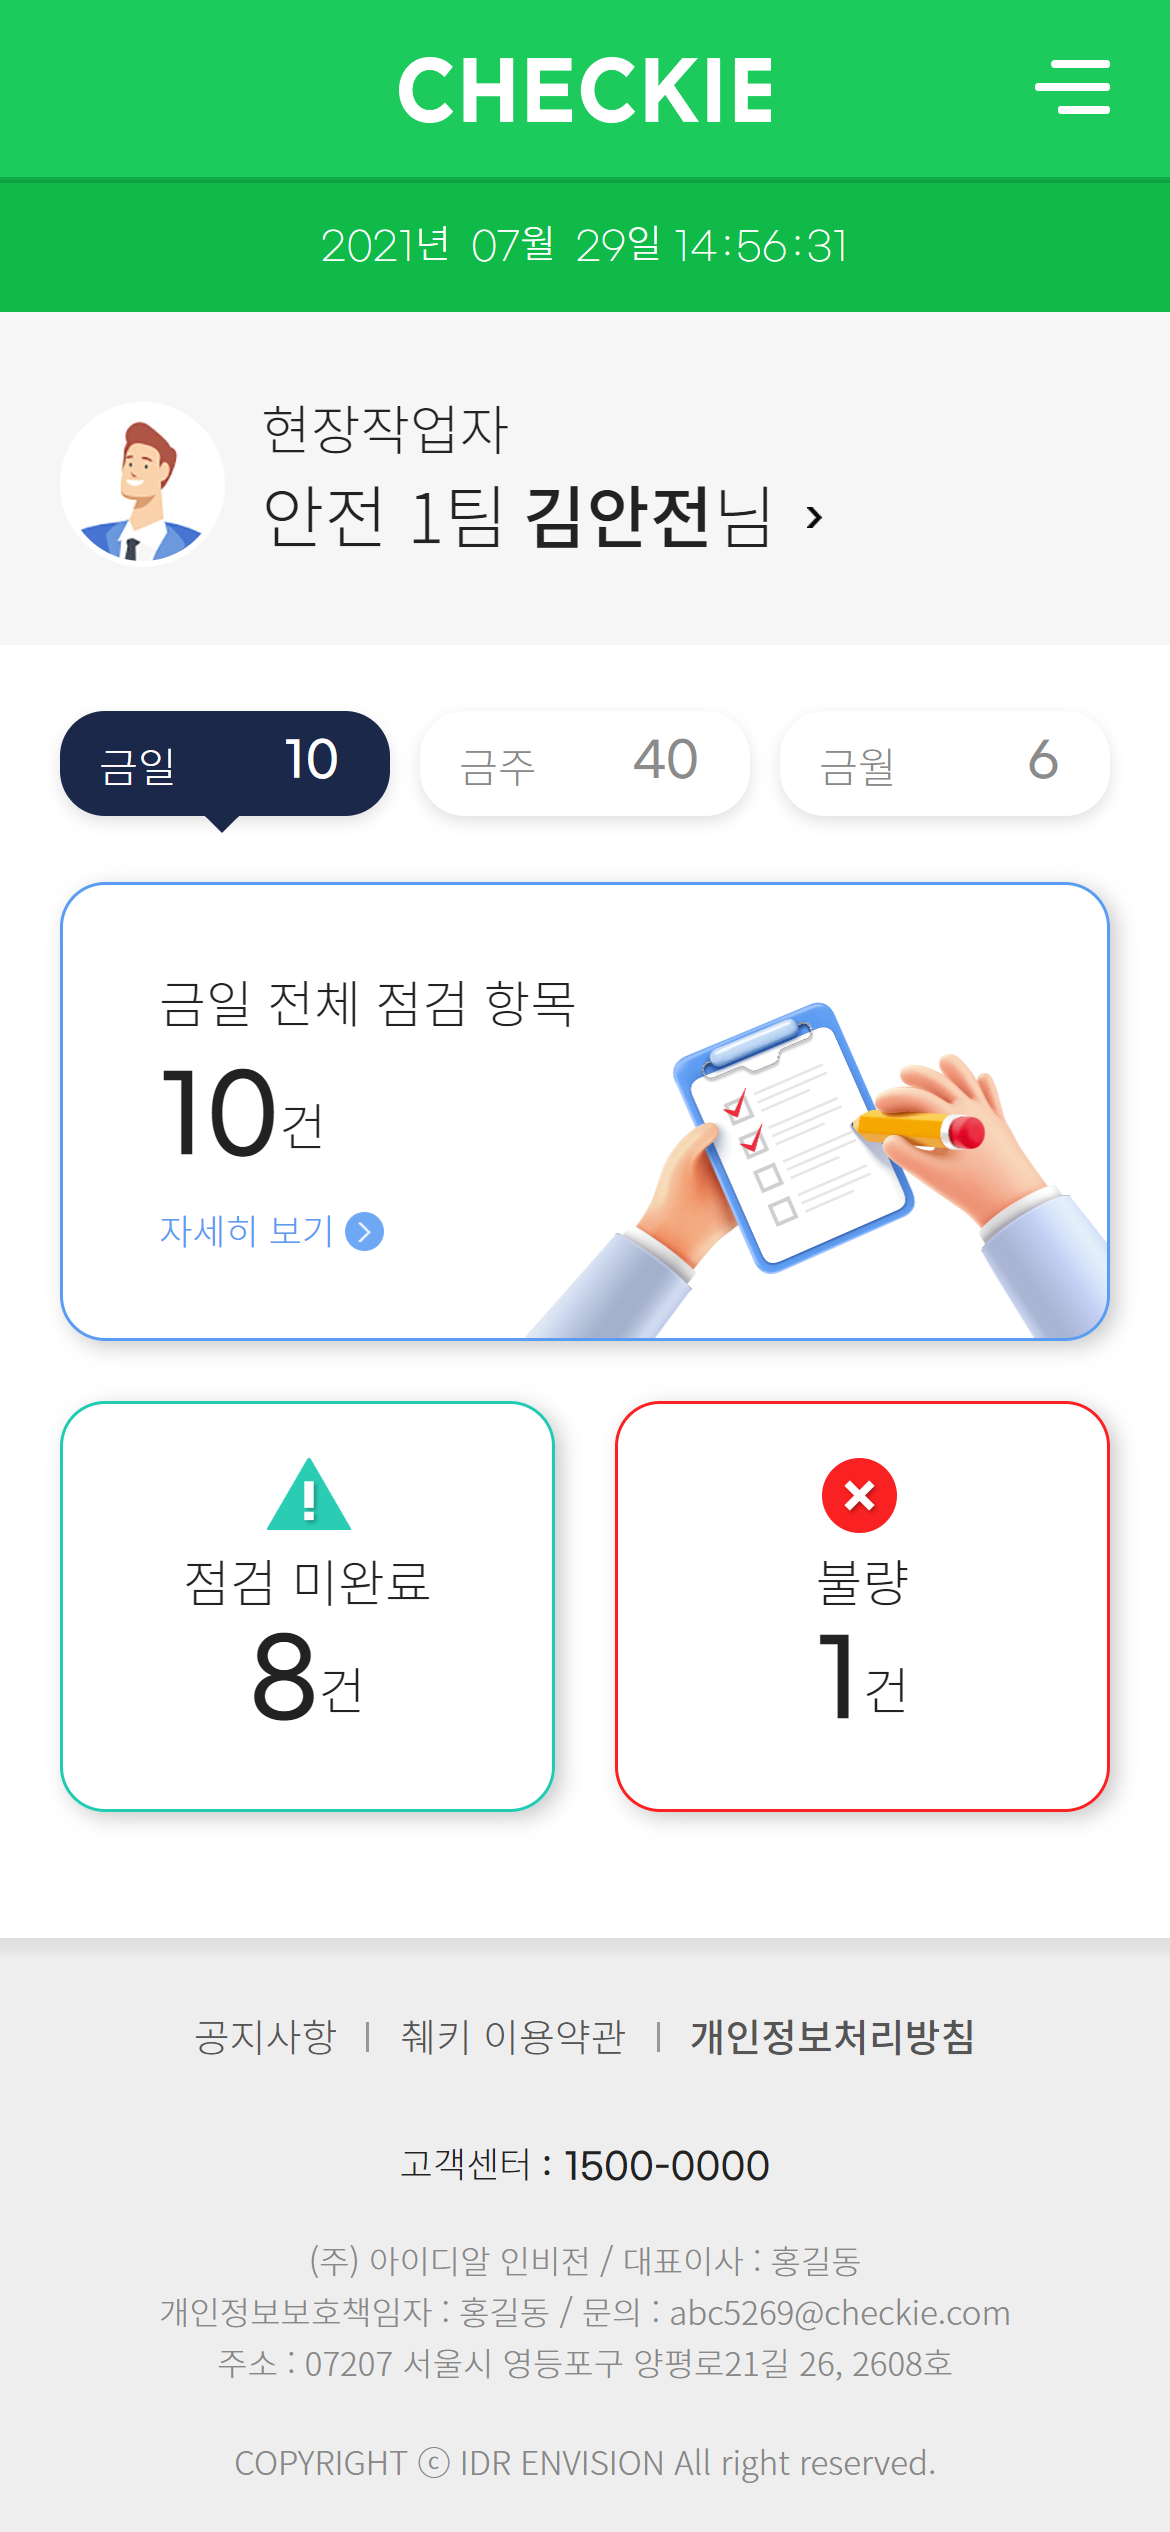 CHECKIE
2021년 07월 29일 14:56:31
현장작업자
안전 1팀 김안전님
금일 10 금주 40 금월 6
금일 전체 점검 항목
10건
자세히 보기
점검 미완료
8건
불량
1건
공지사항 | 췌키 이용약관 | 개인정보처리방침
고객센터 : 1500-0000
(주) 아이디알 인비전 / 대표이사 : 홍길동
개인정보보호책임자 : 홍길동 / 문의 : abc5269@checkie.com
주소 : 07207 서울시 영등포구 양평로21길 26, 2608호
COPYRIGHT ⓒ IDR ENVISION All right reserved.